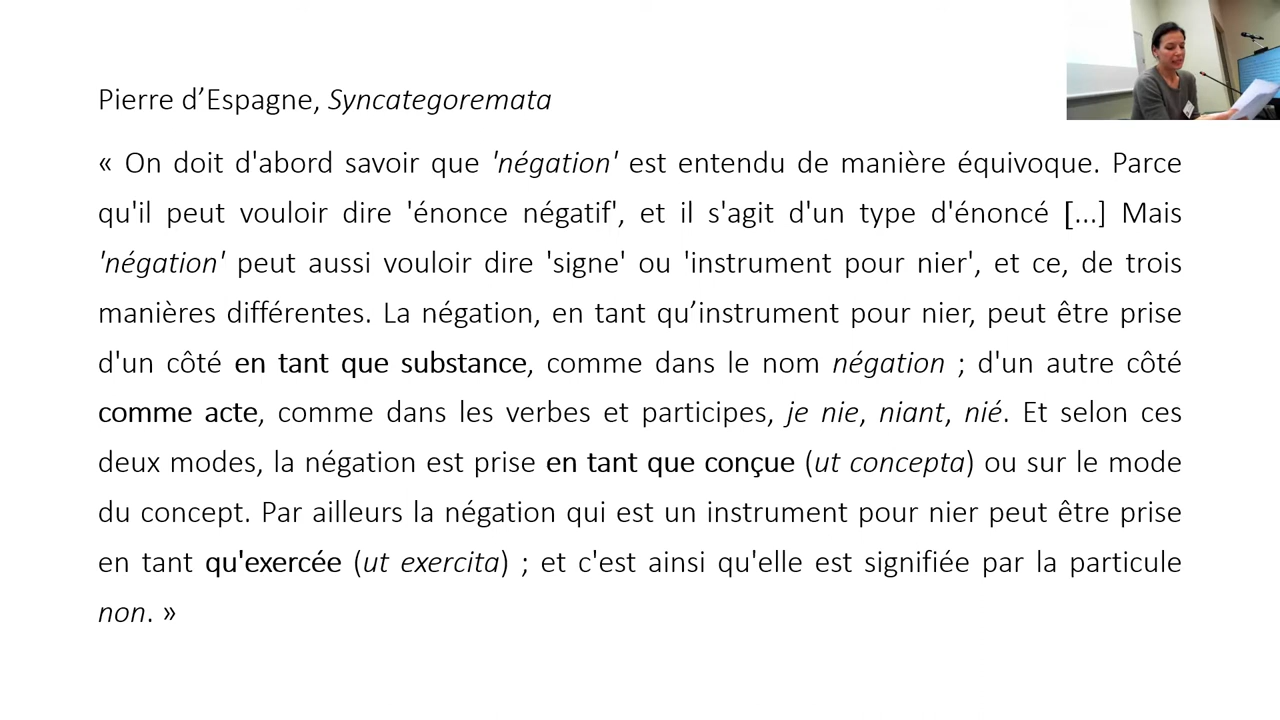 Pierre d’Espagne, Syncategoremata
« On doit d'abord savoir que 'négation' est entendu de manière équivoque. Parce
qu'il peut vouloir dire 'énonce négatif', et il s'agit d'un type d'énoncé [...] Mais
'négation' peut aussi vouloir dire 'signe' ou 'instrument pour nier', et ce, de trois
manières différentes. La négation, en tant qu’instrument pour nier, peut être prise
d'un côté en tant que substance, comme dans le nom négation ; d'un autre côté
comme acte, comme dans les verbes et participes, je nie, niant, nié. Et selon ces
deux modes, la négation est prise en tant que conçue (ut concepta) ou sur le mode
du concept. Par ailleurs la négation qui est un instrument pour nier peut être prise
en tant qu'exercée (ut exercita) ; et c'est ainsi qu'elle est signifiée par la particule
non. »